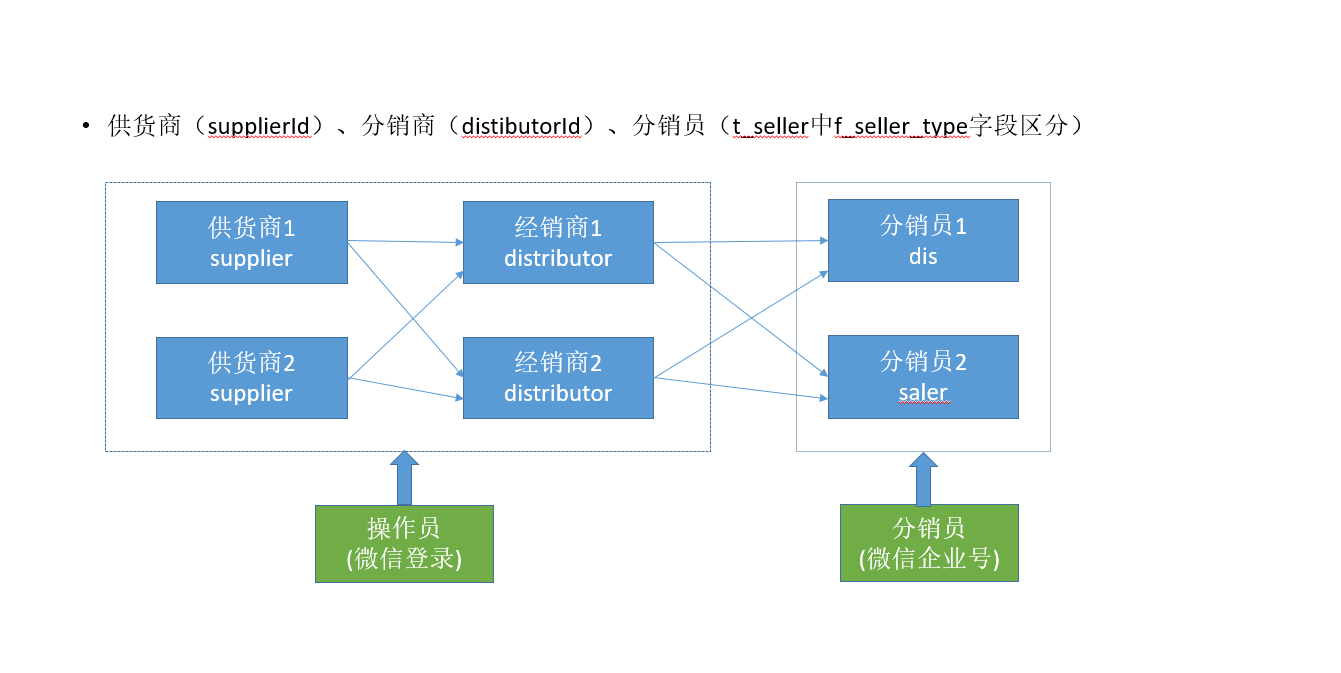 • 供货商（supplierId）、分销商（distibutorId）、分销员（t_seller中f_seller_type字段区分）
供货商1
supplier
经销商1
distributor
分销员1
dis
供货商2
supplier
经销商2
distributor
分销员2
saler
操作员
(微信登录)
分销员
(微信企业号)